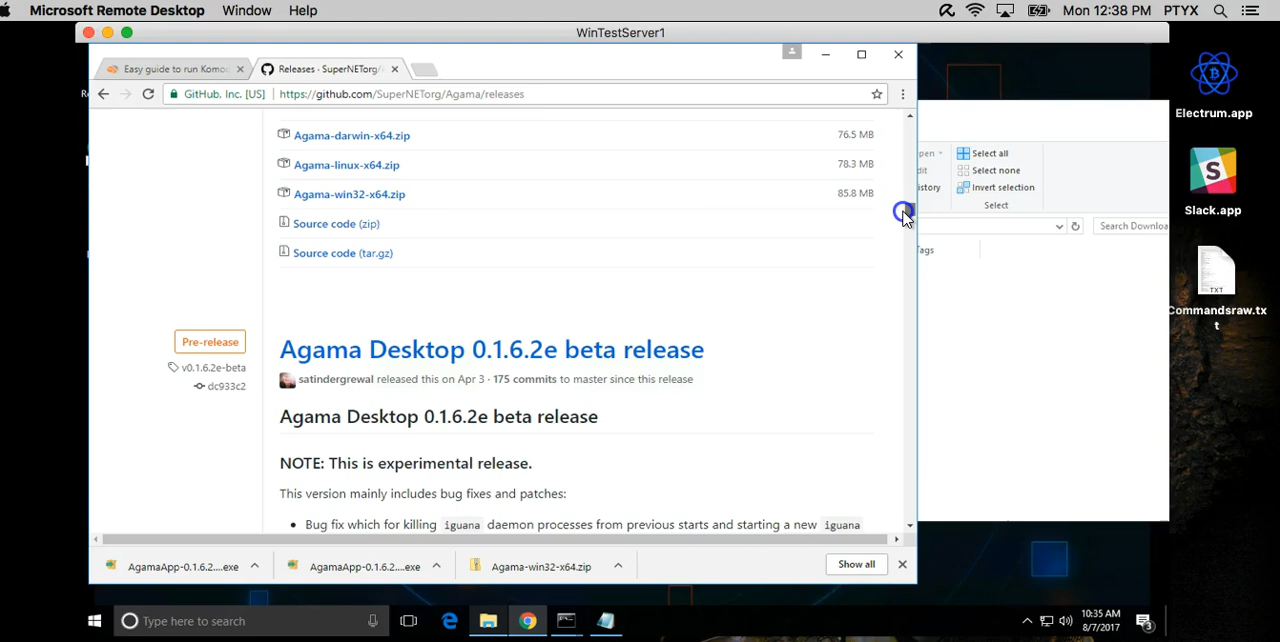 Microsoft Remote Desktop Window Help
Mon 12:38 PM PTYX
WinTestServer1
Easy guide to run Komo
Releases · SuperNETorg/
GitHub, Inc. [US] https://github.com/SuperNETorg/Agama/releases
Agama-darwin-x64.zip 76.5 MB
Agama-linux-x64.zip 78.3 MB
Agama-win32-x64.zip 85.8 MB
Source code (zip)
Source code (tar.gz)
Pre-release
v0.1.6.2e-beta
dc933c2
Agama Desktop 0.1.6.2e beta release
satindergrewal released this on Apr 3 · 175 commits to master since this release
Agama Desktop 0.1.6.2e beta release
NOTE: This is experimental release.
This version mainly includes bug fixes and patches:
Bug fix which for killing iguana daemon processes from previous starts and starting a new iguana
AgamaApp-0.1.6.2....exe
AgamaApp-0.1.6.2....exe
Agama-win32-x64.zip
Show all
Select all
Select none
Invert selection
Select
pen
dit
istory
Search Downloa
ags
Electrum.app
Slack.app
TXT
Commandsraw.tx
t
Type here to search
10:35 AM
8/7/2017
3